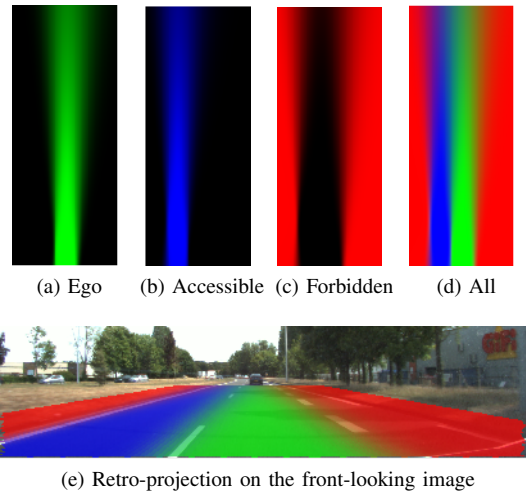 (a) Ego
(b) Accessible
(c) Forbidden
(d) All
(e) Retro-projection on the front-looking image